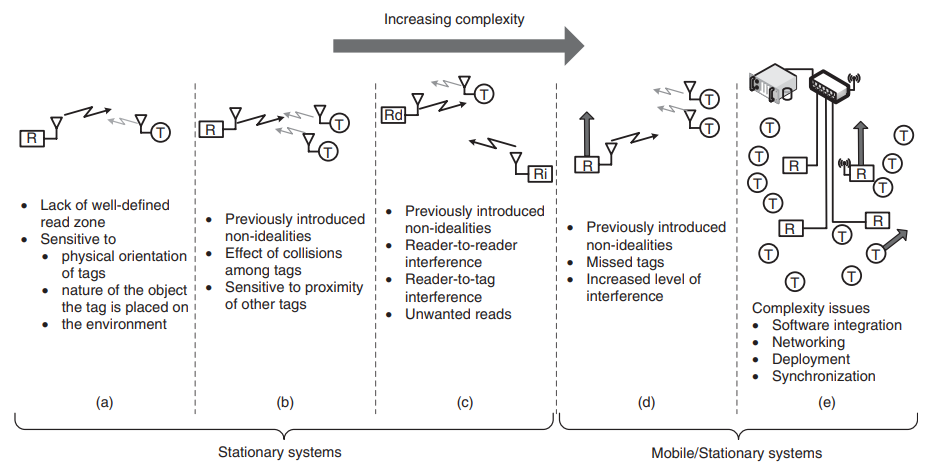 Increasing complexity
R
T
R
T
T
Rd
T
Ri
R
T
T
T
T
T
T
T
T
T
T
T
T
T
T
R
R
R
R
• Lack of well-defined
read zone
• Sensitive to
• physical orientation
of tags
• nature of the object
the tag is placed on
• the environment
• Previously introduced
non-idealities
• Effect of collisions
among tags
• Sensitive to proximity
of other tags
• Previously introduced
non-idealities
• Reader-to-reader
interference
• Reader-to-tag
interference
• Unwanted reads
• Previously introduced
non-idealities
• Missed tags
• Increased level of
interference
Complexity issues
• Software integration
• Networking
• Deployment
• Synchronization
(a)
(b)
(c)
(d)
(e)
Stationary systems
Mobile/Stationary systems